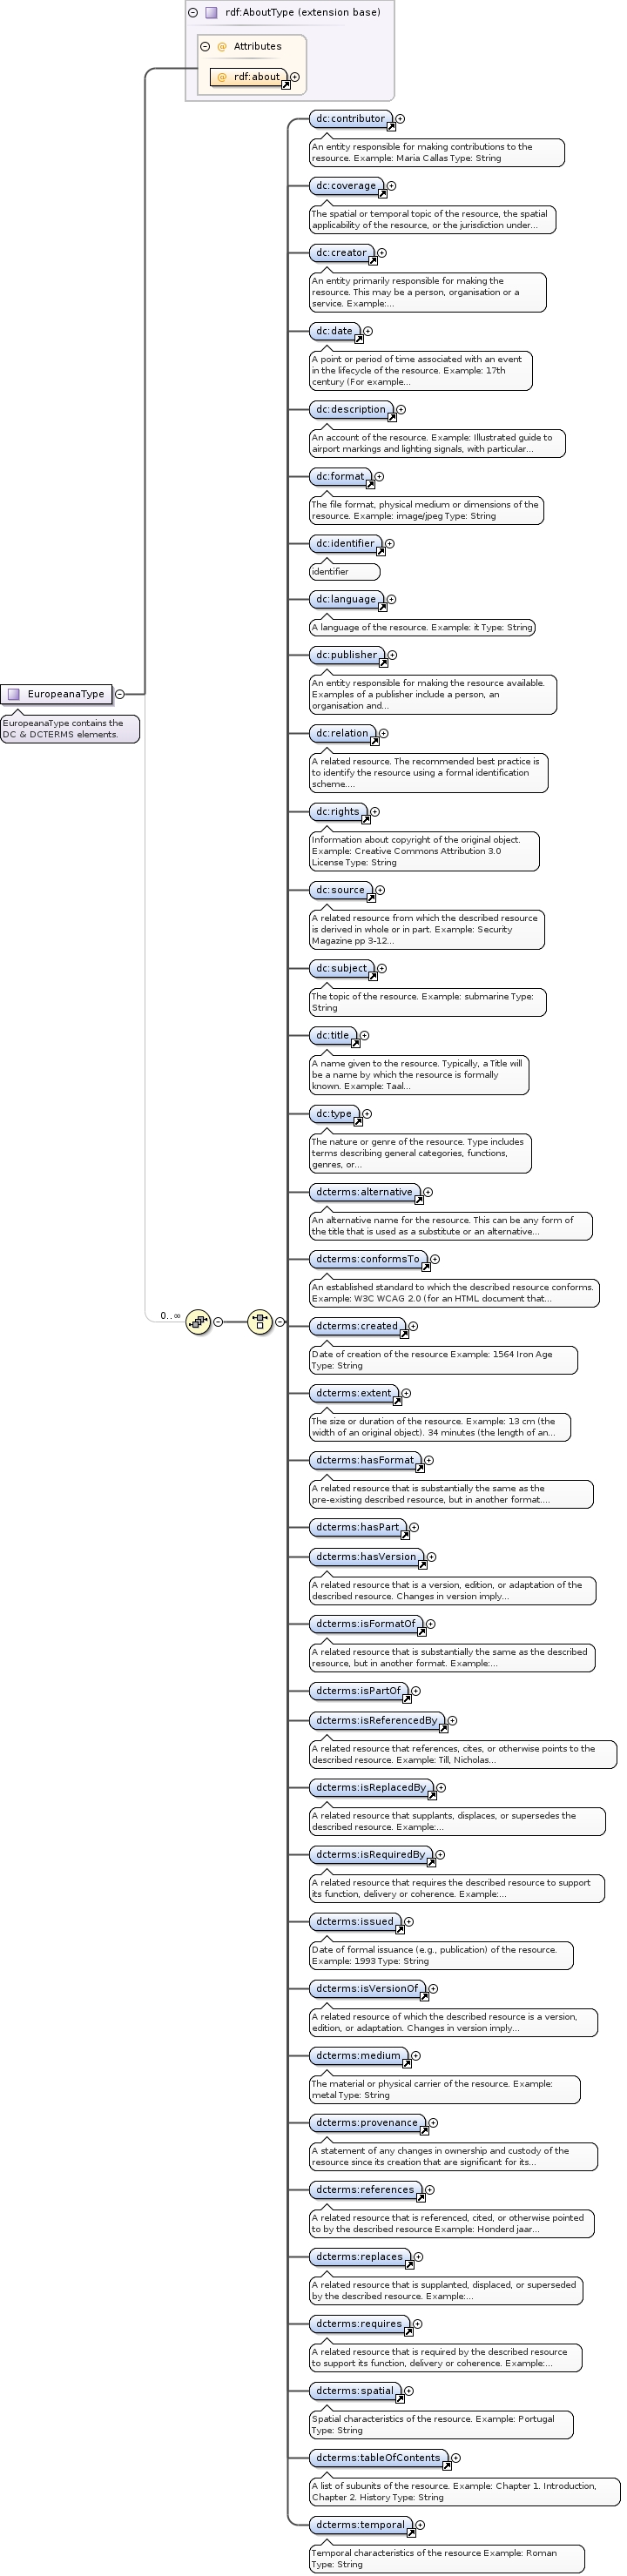 rdf:AboutType (extension base)
@ Attributes
@ rdf:about
dc:contributor
An entity responsible for making contributions to the
resource. Example: Maria Callas Type: String
dc:coverage
The spatial or temporal topic of the resource, the spatial
applicability of the resource, or the jurisdiction under...
dc:creator
An entity primarily responsible for making the
resource. This may be a person, organisation or a
service. Example:...
dc:date
A point or period of time associated with an event
in the lifecycle of the resource. Example: 17th
century (For example...
dc:description
An account of the resource. Example: Illustrated guide to
airport markings and lighting signals, with particular...
dc:format
The file format, physical medium or dimensions of the
resource. Example: image/jpeg Type: String
dc:identifier
identifier
dc:language
A language of the resource. Example: it Type: String
dc:publisher
An entity responsible for making the resource available.
Examples of a publisher include a person, an
organisation and...
EuropeanaType
EuropeanaType contains the
DC & DCTERMS elements.
dc:relation
A related resource. The recommended best practice is
to identify the resource using a formal identification
scheme....
dc:rights
Information about copyright of the original object.
Example: Creative Commons Attribution 3.0
License Type: String
dc:source
A related resource from which the described resource
is derived in whole or in part. Example: Security
Magazine pp 3-12...
dc:subject
The topic of the resource. Example: submarine Type:
String
dc:title
A name given to the resource. Typically, a Title will
be a name by which the resource is formally
known. Example: Taal...
dc:type
The nature or genre of the resource. Type includes
terms describing general categories, functions,
genres, or...
dcterms:alternative
An alternative name for the resource. This can be any form of
the title that is used as a substitute or an alternative...
dcterms:conformsTo
An established standard to which the described resource conforms.
Example: W3C WCAG 2.0 (for an HTML document that...
0..∞
dcterms:created
Date of creation of the resource Example: 1564 Iron Age
Type: String
dcterms:extent
The size or duration of the resource. Example: 13 cm (the
width of an original object). 34 minutes (the length of an...
dcterms:hasFormat
A related resource that is substantially the same as the
pre-existing described resource, but in another format....
dcterms:hasPart
dcterms:hasVersion
A related resource that is a version, edition, or adaptation of the
described resource. Changes in version imply...
dcterms:isFormatOf
A related resource that is substantially the same as the described
resource, but in another format. Example:...
dcterms:isPartOf
dcterms:isReferencedBy
A related resource that references, cites, or otherwise points to the
described resource. Example: Till, Nicholas...
dcterms:isReplacedBy
A related resource that supplants, displaces, or supersedes the
described resource. Example:...
dcterms:isRequiredBy
A related resource that requires the described resource to support
its function, delivery or coherence. Example:...
dcterms:issued
Date of formal issuance (e.g., publication) of the resource.
Example: 1993 Type: String
dcterms:isVersionOf
A related resource of which the described resource is a version,
edition, or adaptation. Changes in version imply...
dcterms:medium
The material or physical carrier of the resource. Example:
metal Type: String
dcterms:provenance
A statement of any changes in ownership and custody of the
resource since its creation that are significant for its...
dcterms:references
A related resource that is referenced, cited, or otherwise pointed
to by the described resource Example: Honderd jaar...
dcterms:replaces
A related resource that is supplanted, displaced, or superseded
by the described resource. Example:...
dcterms:requires
A related resource that is required by the described resource
to support its function, delivery or coherence. Example:...
dcterms:spatial
Spatial characteristics of the resource. Example: Portugal
Type: String
dcterms:tableOfContents
A list of subunits of the resource. Example: Chapter 1. Introduction,
Chapter 2. History Type: String
dcterms:temporal
Temporal characteristics of the resource Example: Roman
Type: String